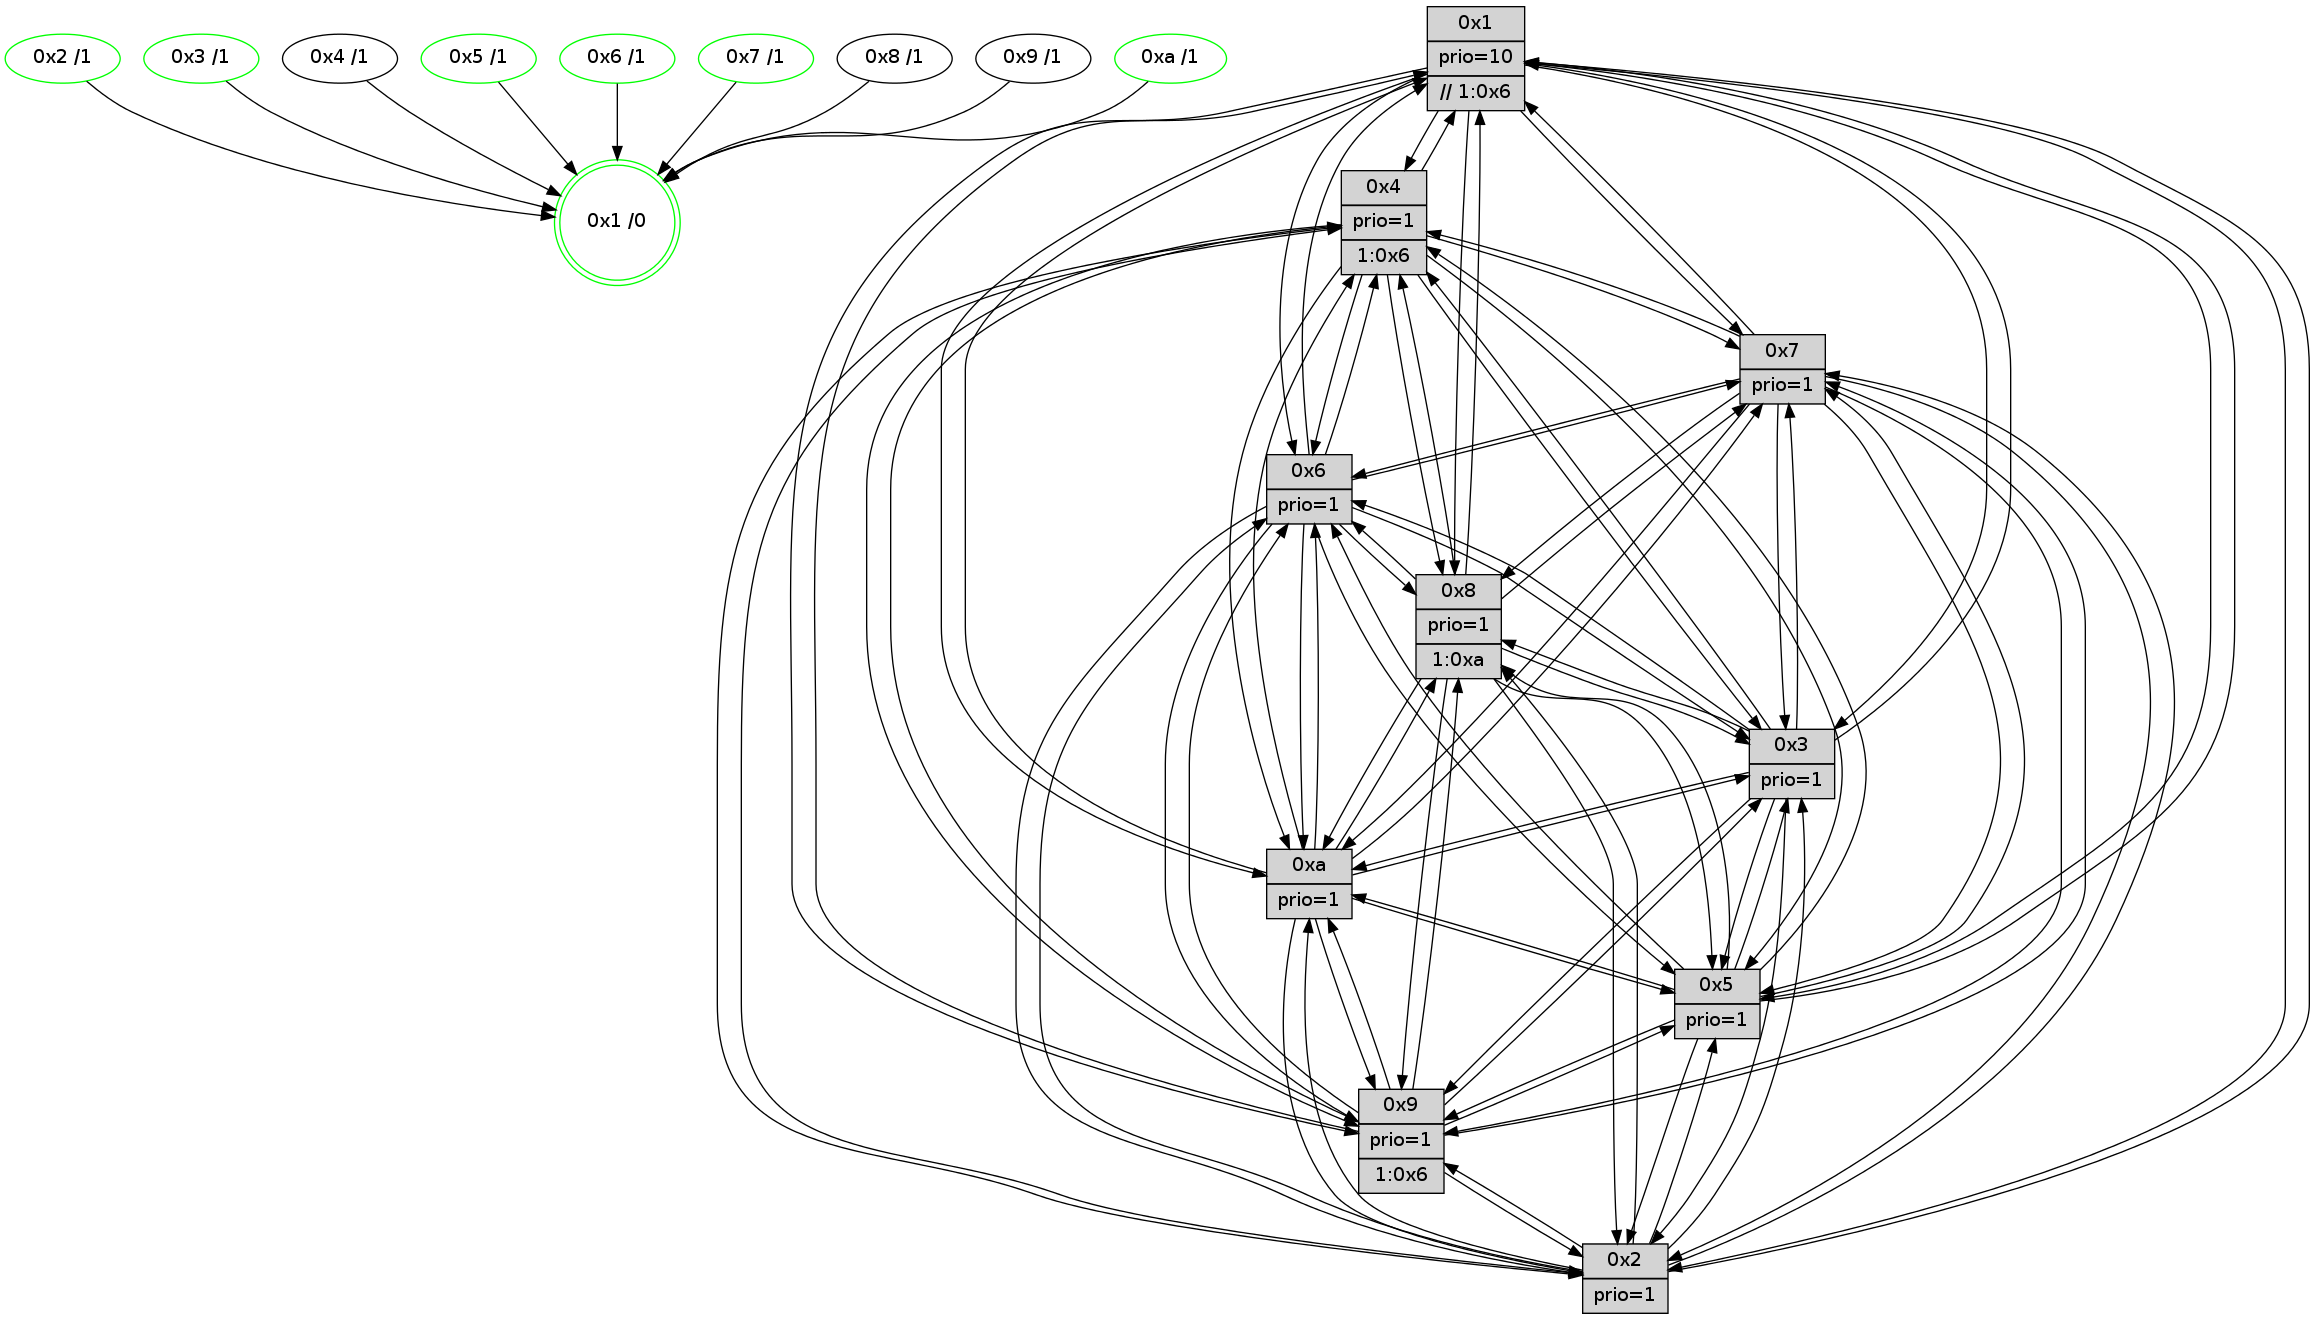 0x2 /1
0x3 /1
0x4 /1
0x5 /1
0x6 /1
0x7 /1
0x8 /1
0x9 /1
0xa /1
0x1 /0
0x1
prio=10
// 1:0x6
0x4
prio=1
1:0x6
0x7
prio=1
0x6
prio=1
0x8
prio=1
1:0xa
0x3
prio=1
0xa
prio=1
0x5
prio=1
0x9
prio=1
1:0x6
0x2
prio=1